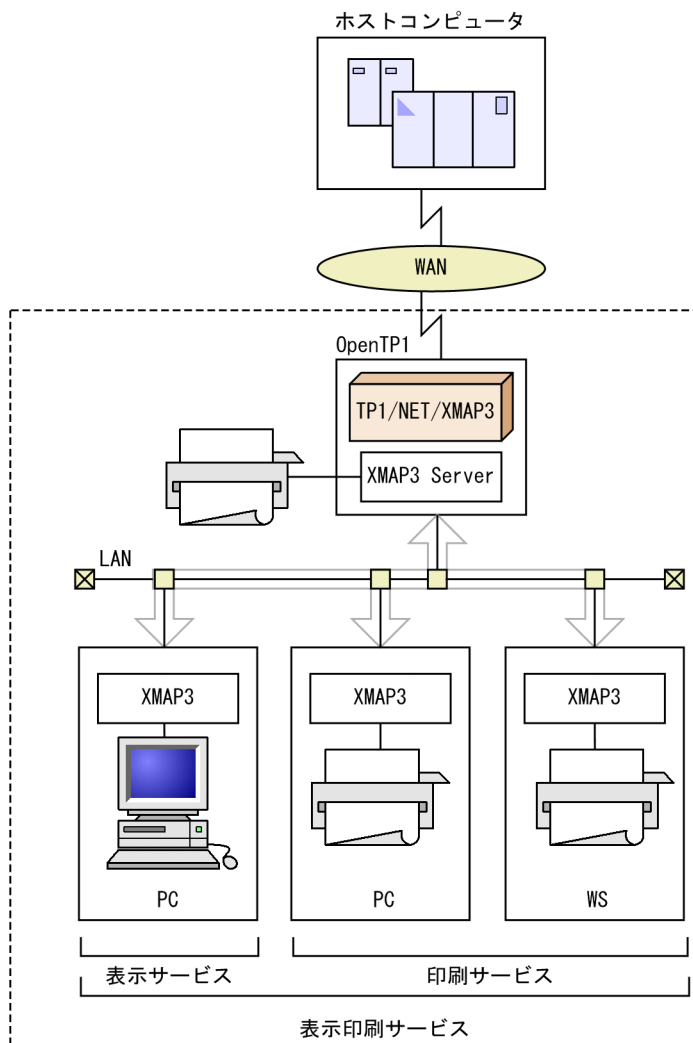 ホストコンピュータ
WAN
OpenTP1
TP1/NET/XMAP3
XMAP3 Server
LAN
XMAP3
XMAP3
XMAP3
PC
PC
WS
表示サービス
印刷サービス
表示印刷サービス